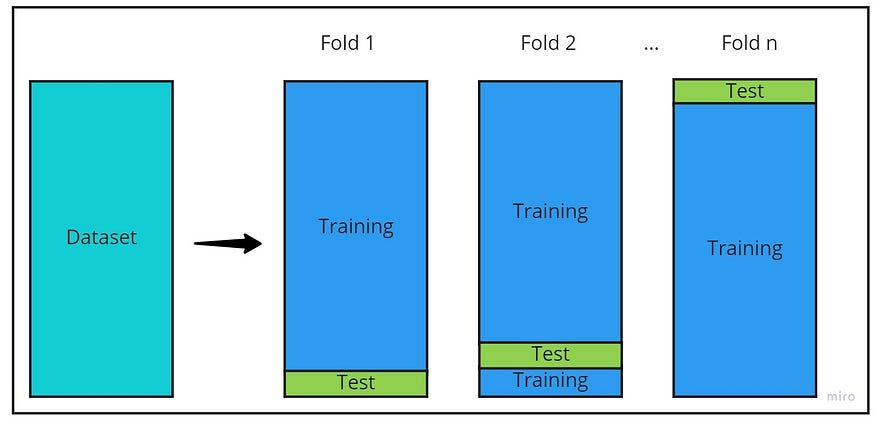 Fold 1
Fold 2
...
Fold n
Dataset
Training
Test
Training
Test
Training
Test
Training
miro